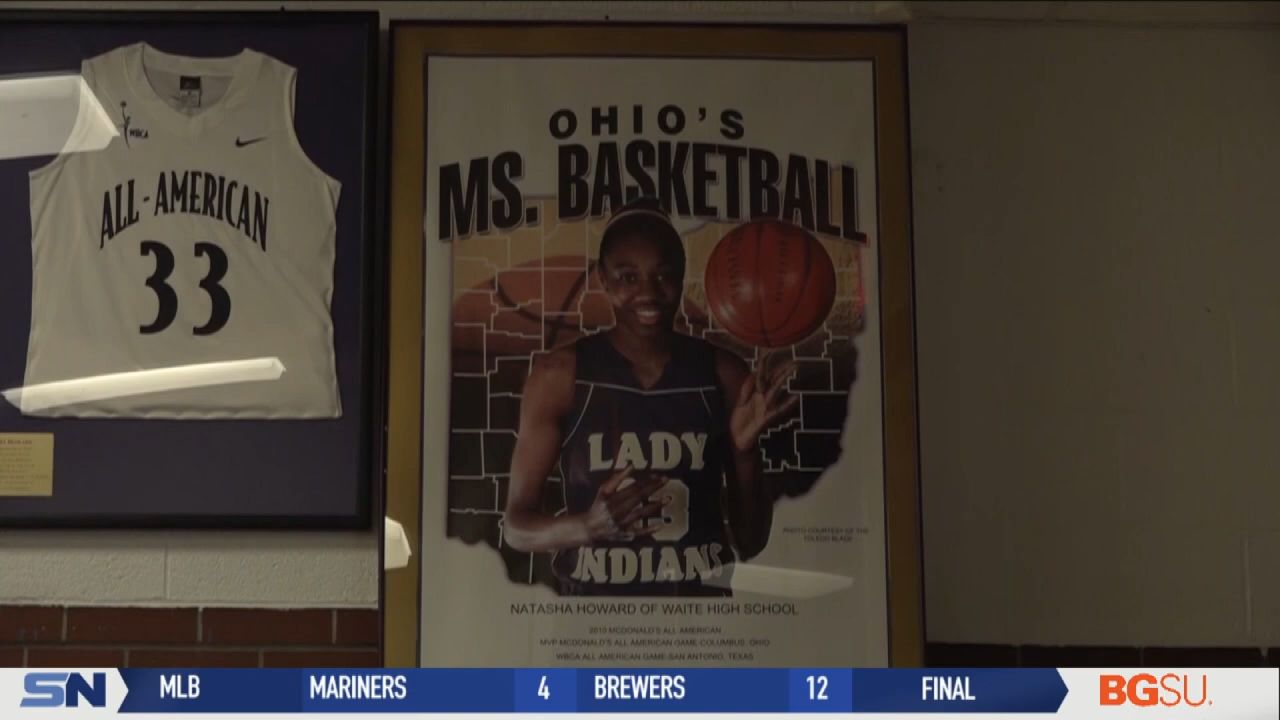 WBCA
ALL-AMERICAN
33
OHIO'S
MS. BASKETBALL
LADY
33
INDIANS
PHOTO COURTESY OF THE
TOLEDO BLADE
NATASHA HOWARD OF WAITE HIGH SCHOOL
2010 MCDONALD'S ALL AMERICAN
MVP MCDONALD'S ALL AMERICAN GAME COLUMBUS, OHIO
WBCA ALL-AMERICAN GAME-SAN ANTONIO, TEXAS
SN MLB MARINERS 4 BREWERS 12 FINAL BGSU.